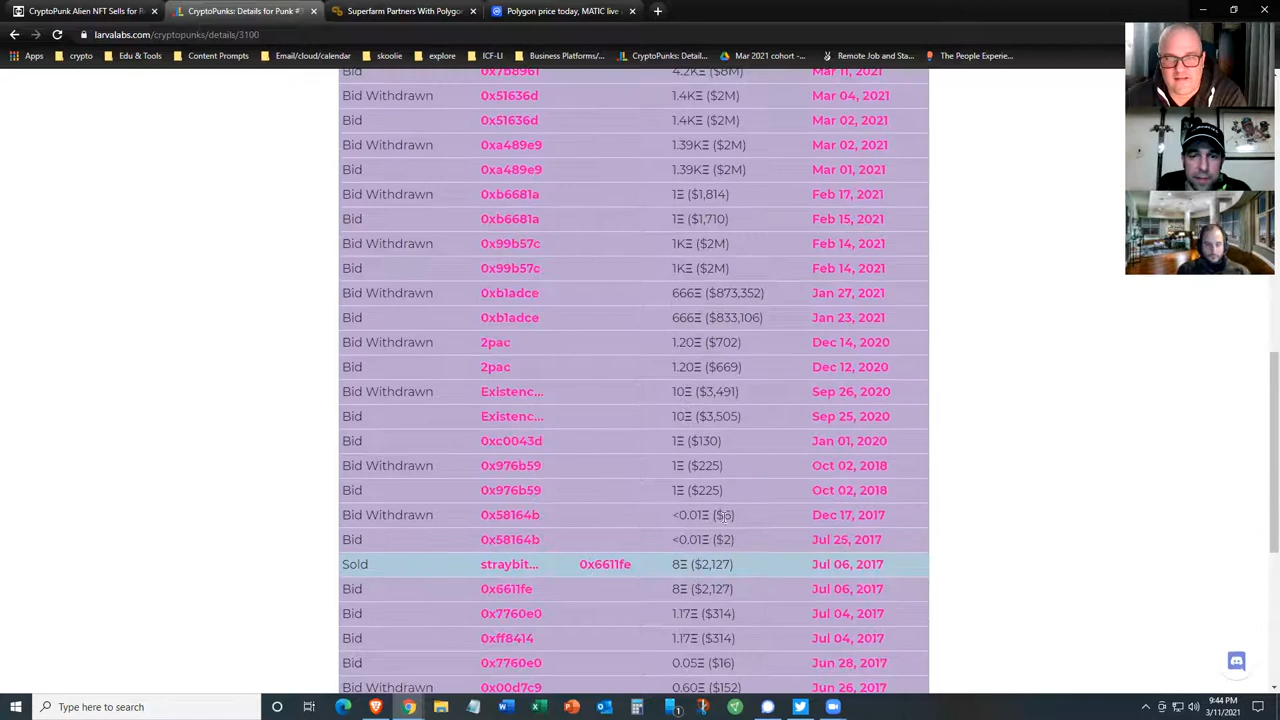 CryptoPunk Alien NFT Sells for B
CryptoPunks: Details for Punk #3
Superfarm Partners With Polygon
Polygon price today, MATIC live
larvalabs.com/cryptopunks/details/3100
Apps crypto Edu & Tools Content Prompts Email/cellular/calendar skoolie explore ICF-LI Business Platforms/... CryptoPunks: Detail... Mar 2021 cohort -... Remote Job and Sta... The People Experie...
Bid 0x7b8961 4.2KΞ ($8M) Mar 11, 2021
Bid Withdrawn 0x51636d 1.4KΞ ($2M) Mar 04, 2021
Bid 0x51636d 1.4KΞ ($2M) Mar 02, 2021
Bid Withdrawn 0xa489e9 1.39KΞ ($2M) Mar 02, 2021
Bid 0xa489e9 1.39KΞ ($2M) Mar 01, 2021
Bid Withdrawn 0xb6681a 1Ξ ($1,814) Feb 17, 2021
Bid 0xb6681a 1Ξ ($1,710) Feb 15, 2021
Bid Withdrawn 0x99b57c 1KΞ ($2M) Feb 14, 2021
Bid 0x99b57c 1KΞ ($2M) Feb 14, 2021
Bid Withdrawn 0xb1adce 666Ξ ($873,352) Jan 27, 2021
Bid 0xb1adce 666Ξ ($833,106) Jan 23, 2021
Bid Withdrawn 2pac 1.20Ξ ($702) Dec 14, 2020
Bid 2pac 1.20Ξ ($669) Dec 12, 2020
Bid Withdrawn Existenc... 10Ξ ($3,491) Sep 26, 2020
Bid Existenc... 10Ξ ($3,505) Sep 25, 2020
Bid 0xc0043d 1Ξ ($130) Jan 01, 2020
Bid Withdrawn 0x976b59 1Ξ ($225) Oct 02, 2018
Bid 0x976b59 1Ξ ($225) Oct 02, 2018
Bid Withdrawn 0x58164b <0.01Ξ ($6) Dec 17, 2017
Bid 0x58164b <0.01Ξ ($2) Jul 25, 2017
Sold straybit... 0x6611fe 8Ξ ($2,127) Jul 06, 2017
Bid 0x6611fe 8Ξ ($2,127) Jul 06, 2017
Bid 0x7760e0 1.17Ξ ($314) Jul 04, 2017
Bid 0xff8414 1.17Ξ ($314) Jul 04, 2017
Bid 0x7760e0 0.05Ξ ($16) Jun 28, 2017
Bid Withdrawn 0x00d7c9 0.60Ξ ($152) Jun 26, 2017
Type here to search
9:44 PM
3/11/2021